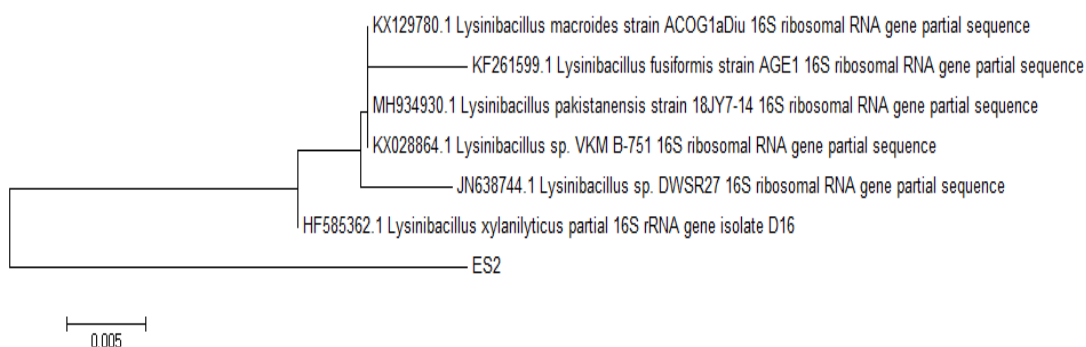 KX129780.1 Lysinibacillus macroides strain ACOG1aDiu 16S ribosomal RNA gene partial sequence
KF261599.1 Lysinibacillus fusiformis strain AGE1 16S ribosomal RNA gene partial sequence
MH934930.1 Lysinibacillus pakistanensis strain 18JY7-14 16S ribosomal RNA gene partial sequence
KX028864.1 Lysinibacillus sp. VKM B-751 16S ribosomal RNA gene partial sequence
JN638744.1 Lysinibacillus sp. DWSR27 16S ribosomal RNA gene partial sequence
HF585362.1 Lysinibacillus xylanilyticus partial 16S rRNA gene isolate D16
ES2
0.005